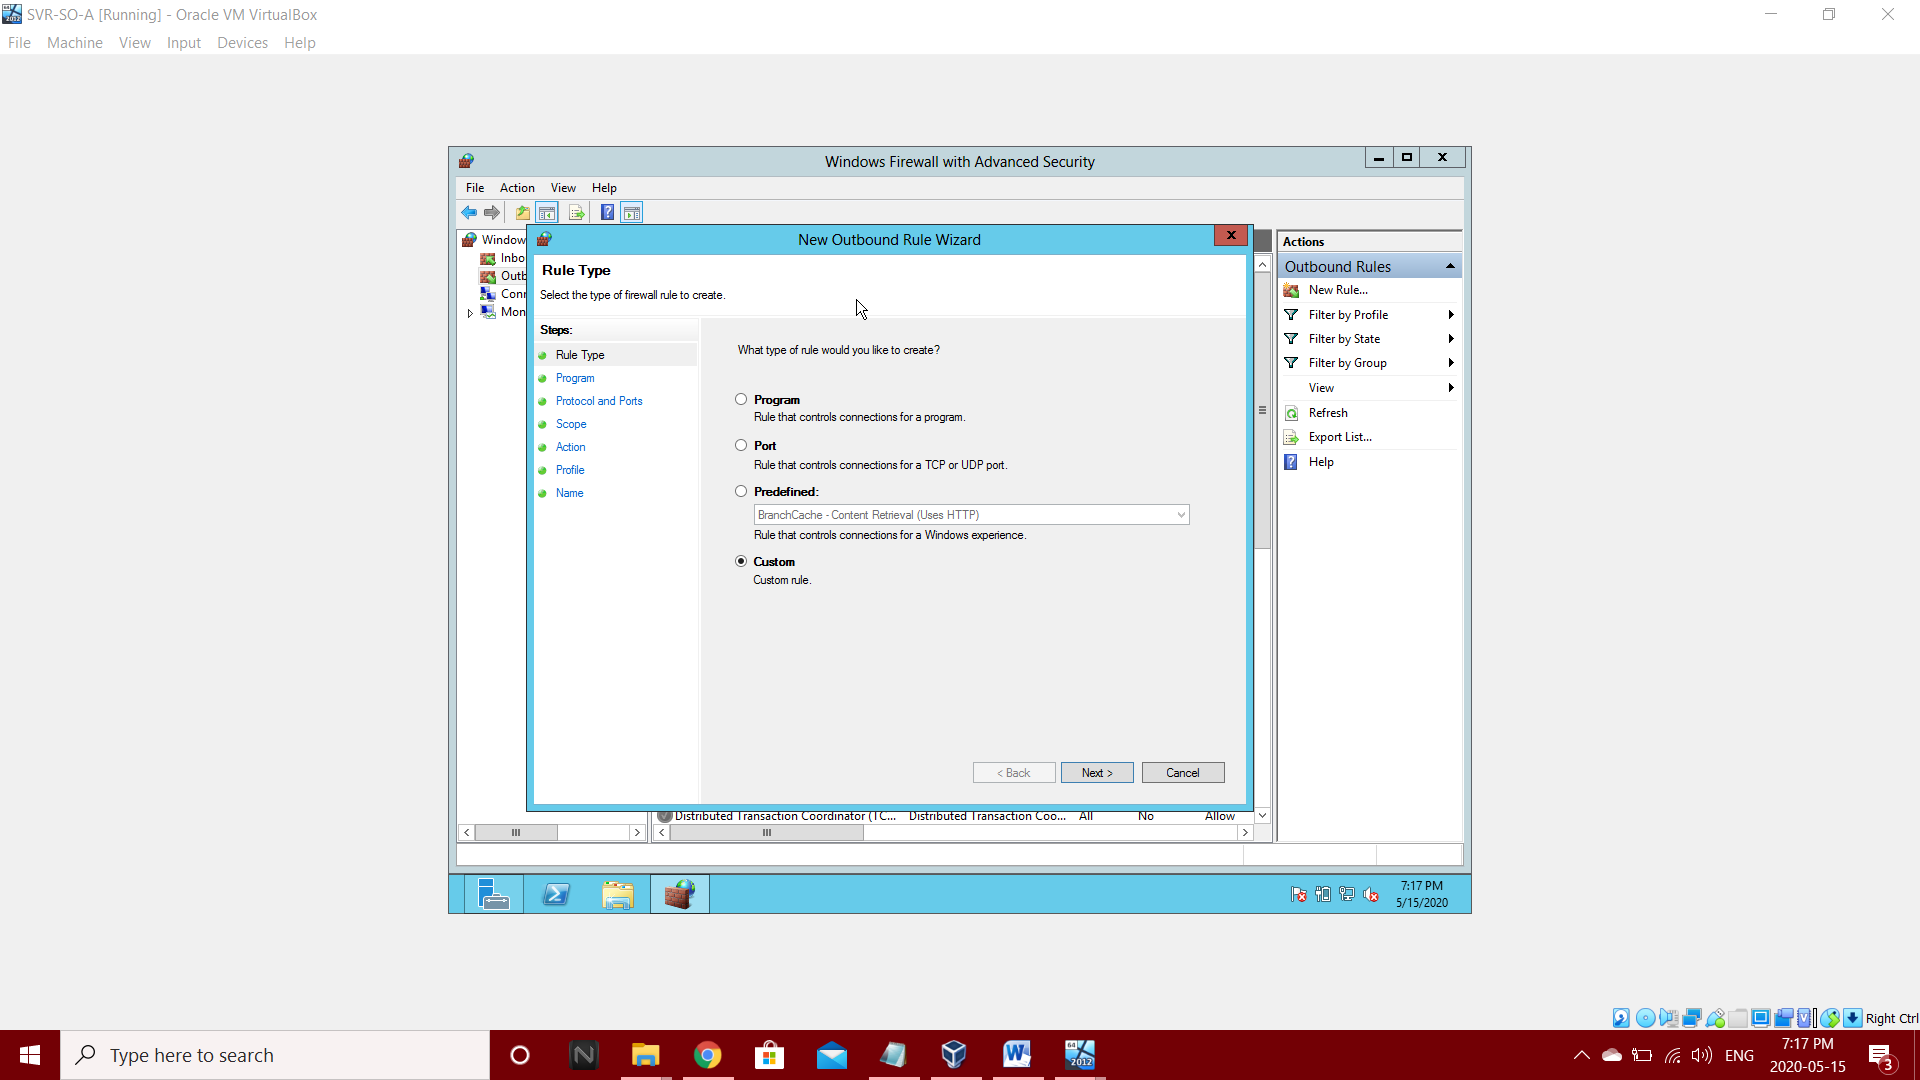 SVR-SO-A [Running] - Oracle VM VirtualBox
File Machine View Input Devices Help
Windows Firewall with Advanced Security
File Action View Help
Window
Inbo
Outb
Conn
Mon
New Outbound Rule Wizard
Rule Type
Select the type of firewall rule to create.
Steps:
Rule Type
Program
Protocol and Ports
Scope
Action
Profile
Name
What type of rule would you like to create?
Program
Rule that controls connections for a program.
Port
Rule that controls connections for a TCP or UDP port.
Predefined:
BranchCache - Content Retrieval (Uses HTTP)
Rule that controls connections for a Windows experience.
Custom
Custom rule.
< Back Next > Cancel
Distributed Transaction Coordinator (TC... Distributed Transaction Coo... All No Allow
Actions
Outbound Rules
New Rule...
Filter by Profile
Filter by State
Filter by Group
View
Refresh
Export List...
Help
7:17 PM
5/15/2020
Right Ctrl
Type here to search
ENG
7:17 PM
2020-05-15
3